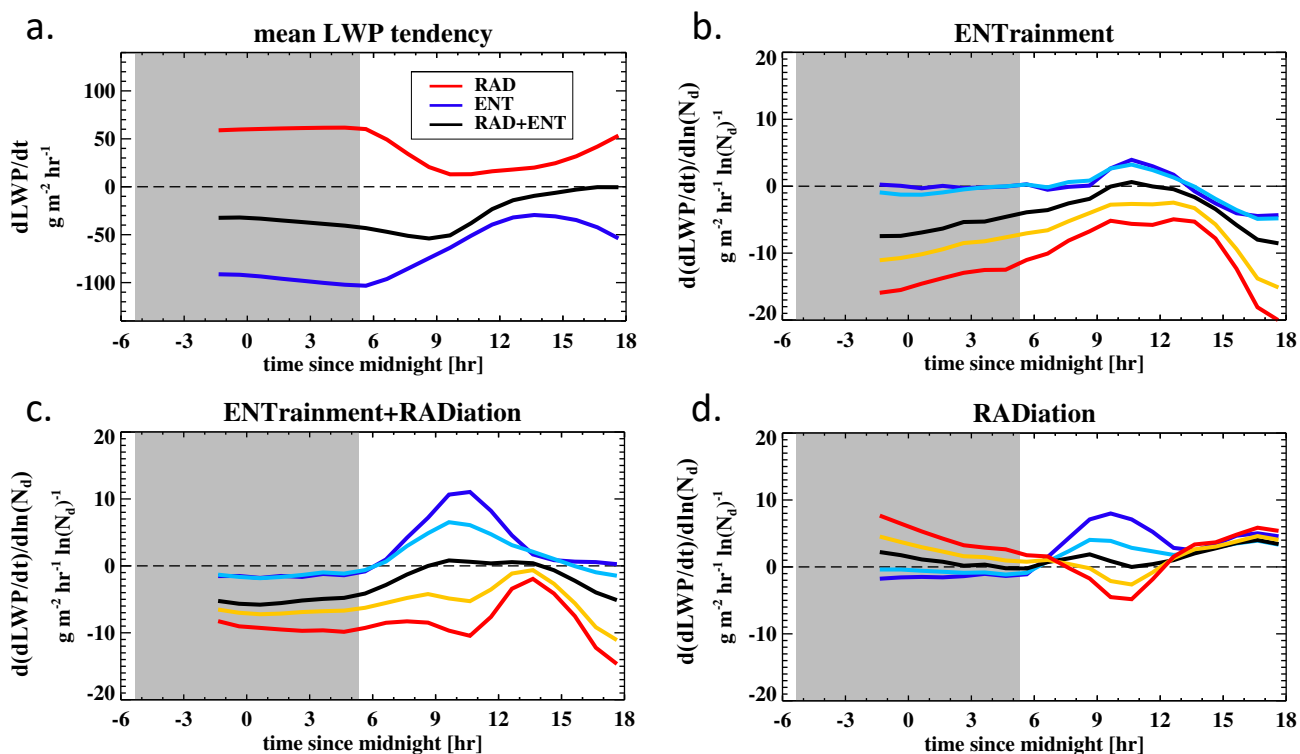 a.
mean LWP tendency
dLWP/dt
g m⁻² hr⁻¹
100
50
0
-50
-100
RAD
ENT
RAD+ENT
-6 -3 0 3 6 9 12 15 18
time since midnight [hr]
b.
ENTrainment
d(dLWP/dt)/dln(N_d)
g m⁻² hr⁻¹ ln(N_d)⁻¹
20
10
0
-10
-20
-6 -3 0 3 6 9 12 15 18
time since midnight [hr]
c.
ENTrainment+RADiation
d(dLWP/dt)/dln(N_d)
g m⁻² hr⁻¹ ln(N_d)⁻¹
20
10
0
-10
-20
-6 -3 0 3 6 9 12 15 18
time since midnight [hr]
d.
RADiation
d(dLWP/dt)/dln(N_d)
g m⁻² hr⁻¹ ln(N_d)⁻¹
20
10
0
-10
-20
-6 -3 0 3 6 9 12 15 18
time since midnight [hr]